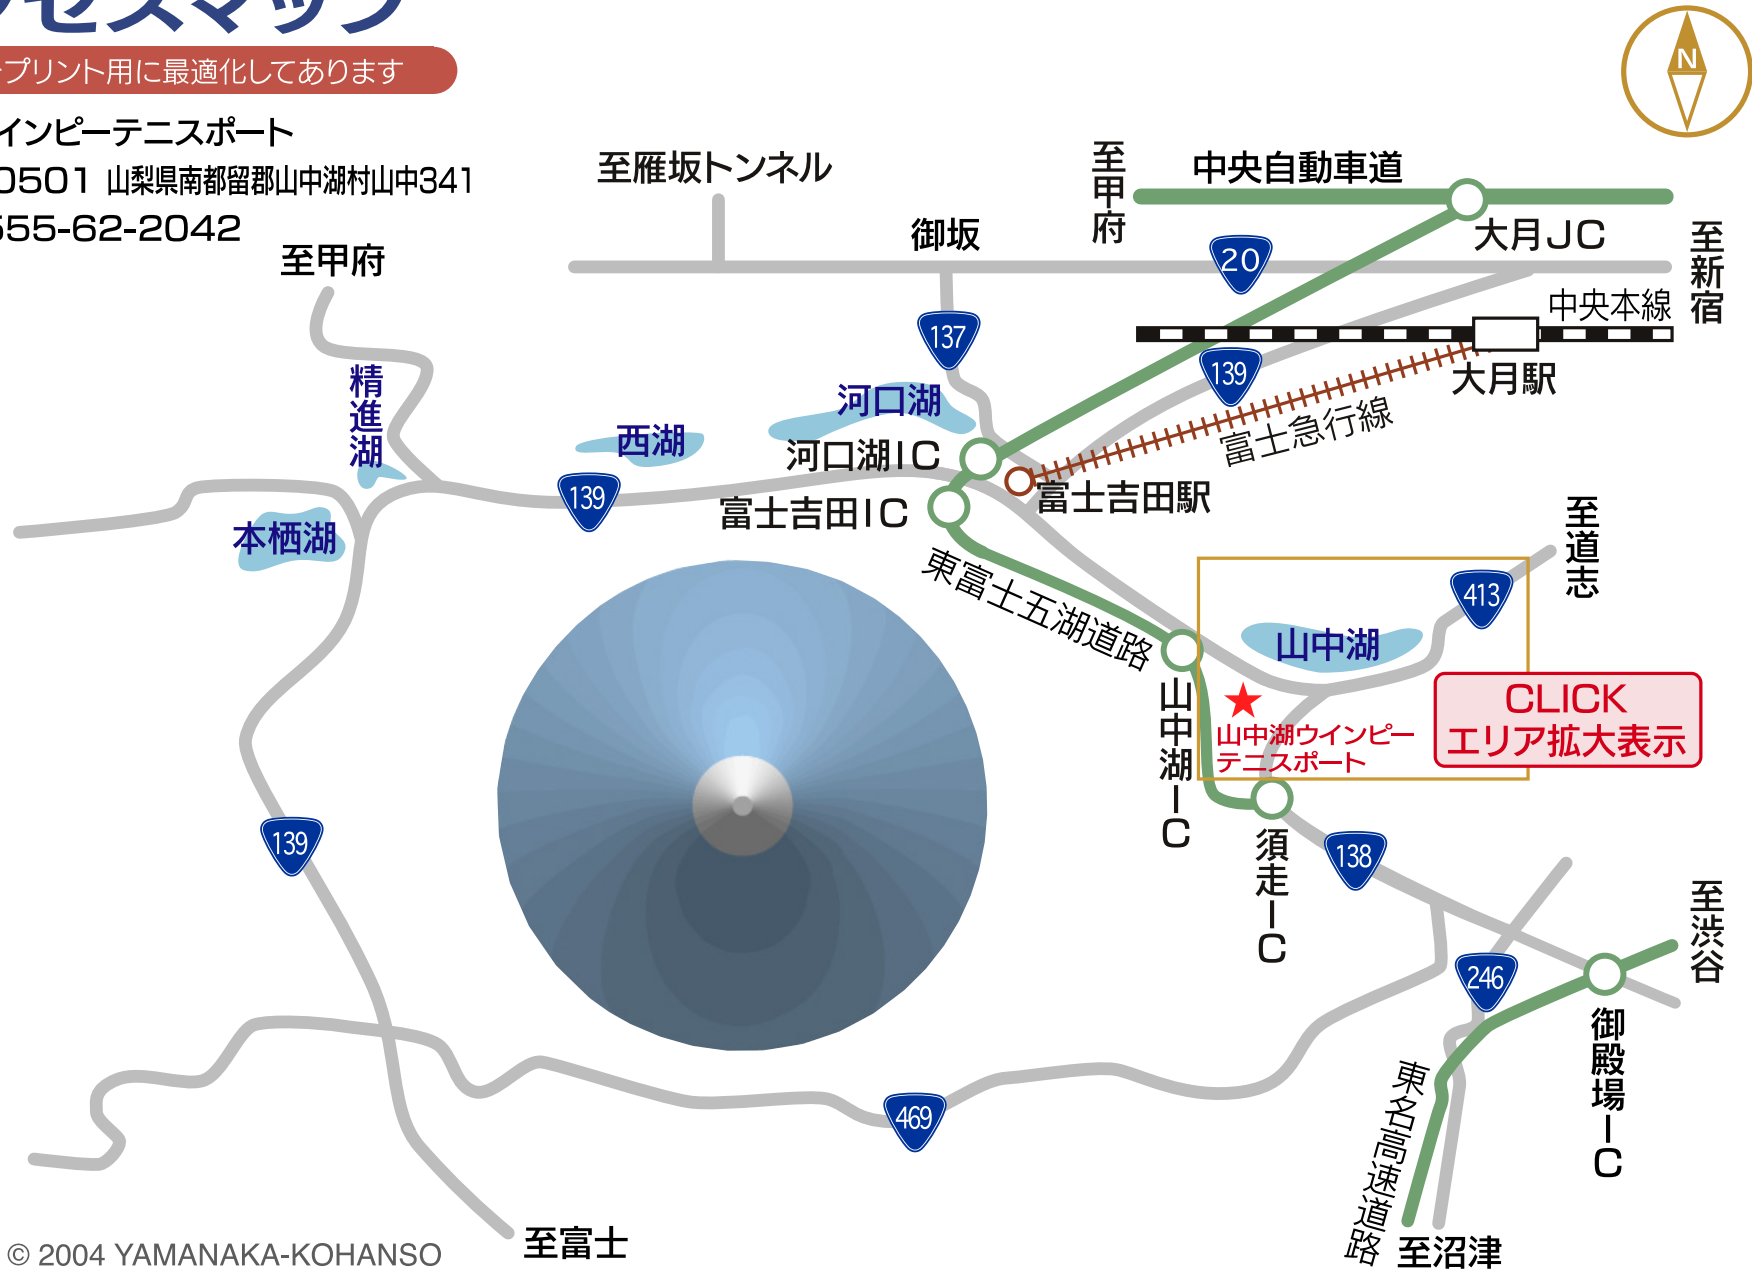 セスマップ
プリント用に最適化してあります
インピーテニスポート
0501 山梨県南都留郡山中湖村山中341
555-62-2042
N
至雁坂トンネル
至甲府
中央自動車道
大月JC
至新宿
御坂
20
至甲府
中央本線
137
139
大月駅
精進湖
河口湖
西湖
富士急行線
河口湖IC
139
富士吉田駅
富士吉田IC
本栖湖
至道志
東富士五湖道路
413
山中湖
山中湖IC
CLICK
エリア拡大表示
山中湖ウインピー
テニスポート
139
須走IC
138
至渋谷
246
御殿場IC
469
東名高速道路
至富士
至沼津
© 2004 YAMANAKA-KOHANSO